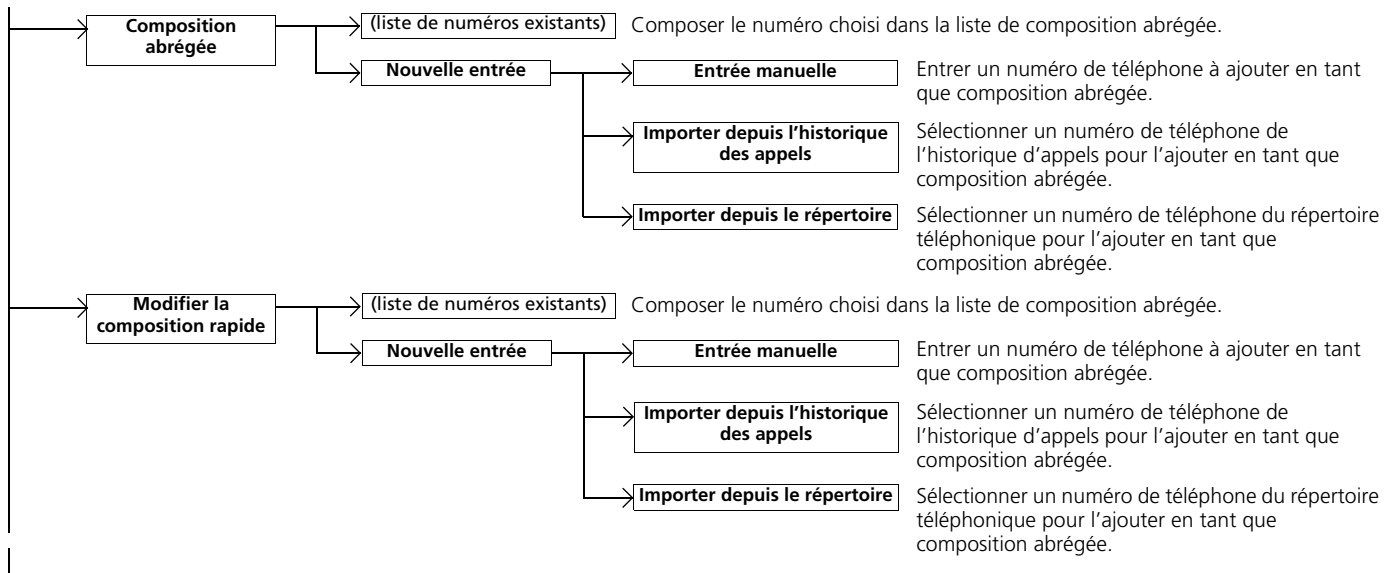 Composition
abrégée
(liste de numéros existants)
Composer le numéro choisi dans la liste de composition abrégée.
Nouvelle entrée
Entrée manuelle
Entrer un numéro de téléphone à ajouter en tant
que composition abrégée.
Importer depuis l'historique
des appels
Sélectionner un numéro de téléphone de
l'historique d'appels pour l'ajouter en tant que
composition abrégée.
Importer depuis le répertoire
Sélectionner un numéro de téléphone du répertoire
téléphonique pour l'ajouter en tant que
composition abrégée.
Modifier la
composition rapide
(liste de numéros existants)
Composer le numéro choisi dans la liste de composition abrégée.
Nouvelle entrée
Entrée manuelle
Entrer un numéro de téléphone à ajouter en tant
que composition abrégée.
Importer depuis l'historique
des appels
Sélectionner un numéro de téléphone de
l'historique d'appels pour l'ajouter en tant que
composition abrégée.
Importer depuis le répertoire
Sélectionner un numéro de téléphone du répertoire
téléphonique pour l'ajouter en tant que
composition abrégée.